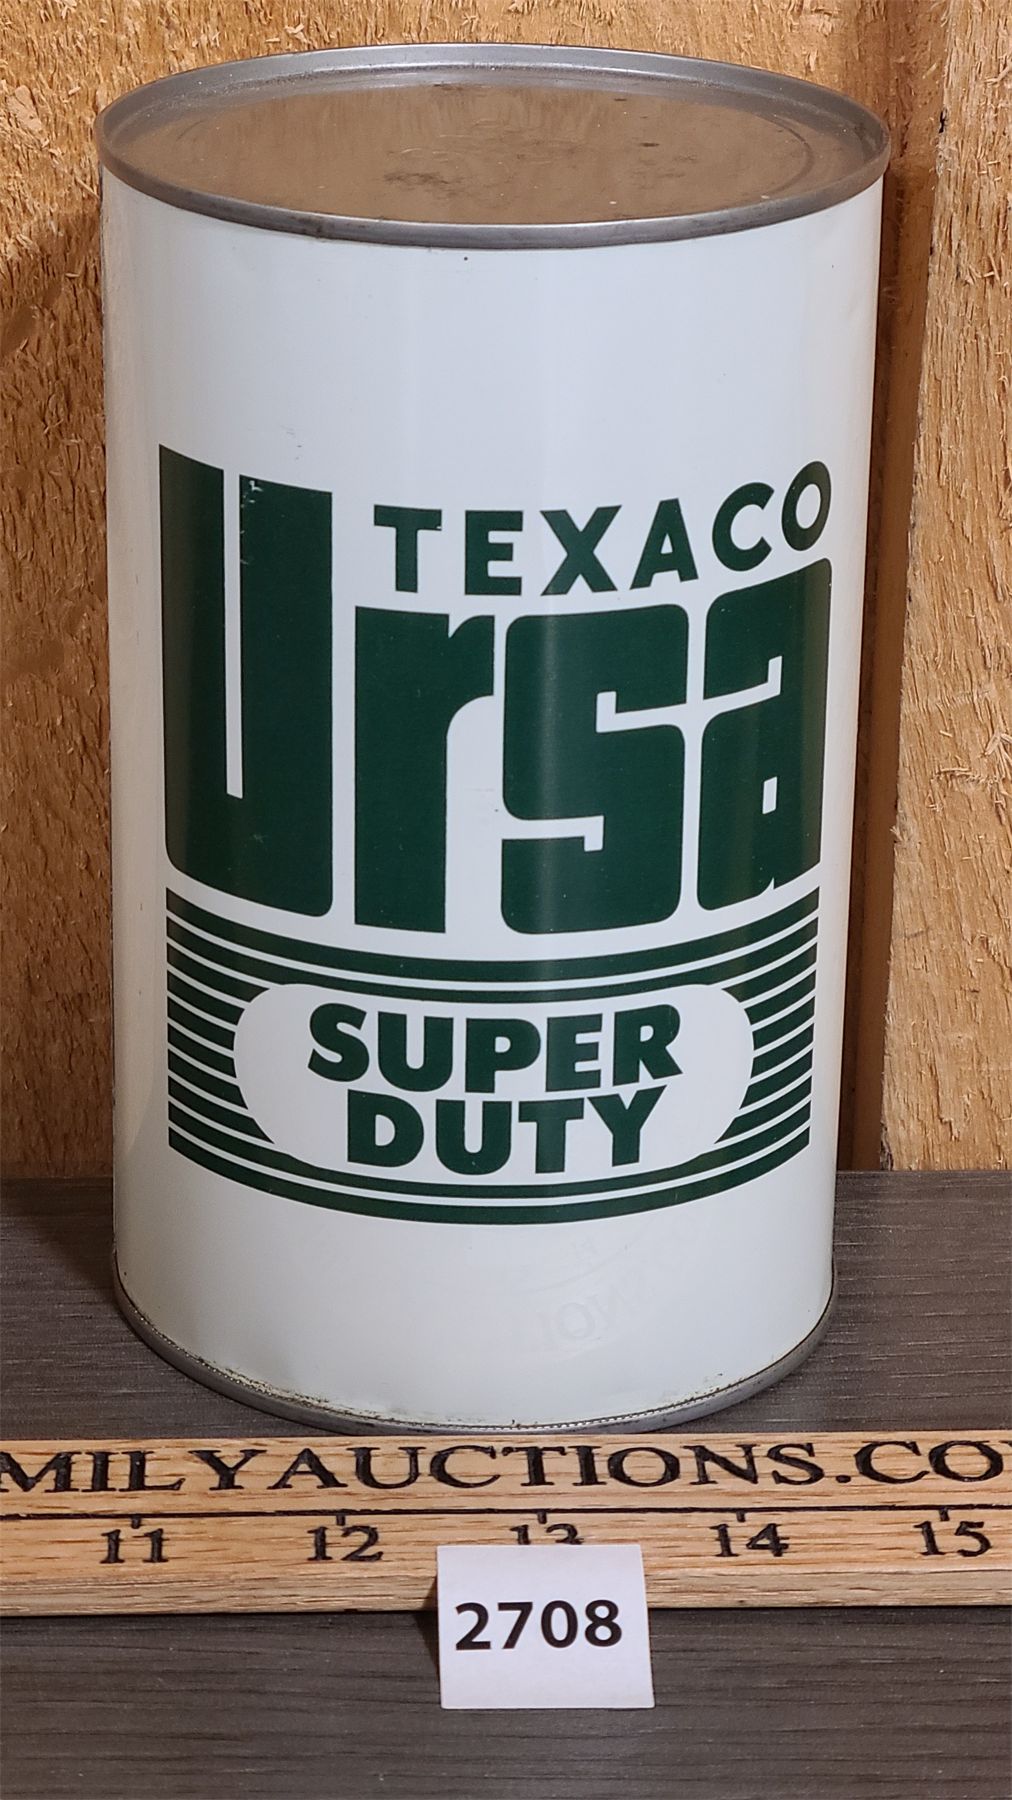 TEXACO
Ursa
SUPER
DUTY
MILYAUCTIONS.CO
11 12 13 14 15
2708